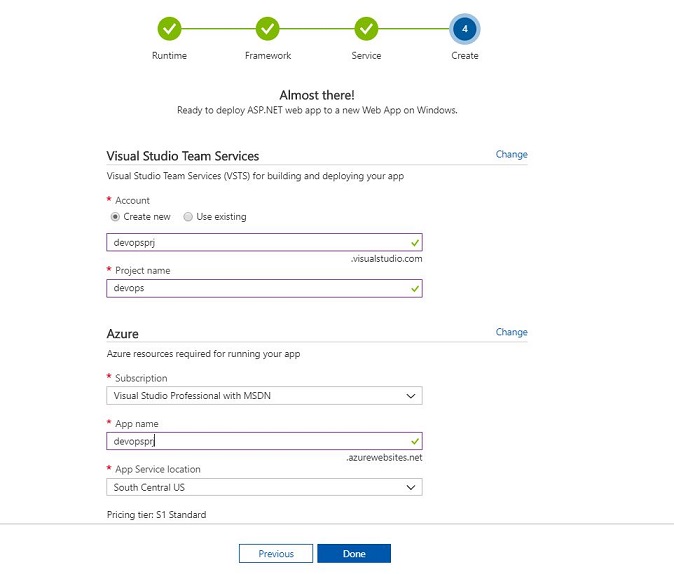 4
Runtime Framework Service Create
Almost there!
Ready to deploy ASP.NET web app to a new Web App on Windows.
Visual Studio Team Services Change
Visual Studio Team Services (VSTS) for building and deploying your app
* Account
Create new Use existing
devopsprj
.visualstudio.com
* Project name
devops
Azure Change
Azure resources required for running your app
* Subscription
Visual Studio Professional with MSDN
* App name
devopsprj
.azurewebsites.net
* App Service location
South Central US
Pricing tier: S1 Standard
Previous Done